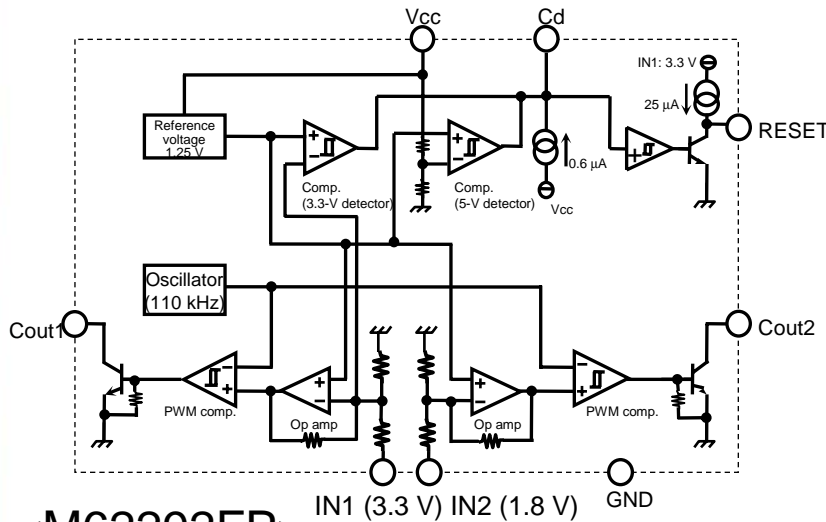 Vcc
Cd
IN1: 3.3 V
25 µA
RESET
Reference
voltage
1.25 V
+
−
Comp.
(3.3-V detector)
+
−
Comp.
(5-V detector)
0.6 µA
Vcc
+
Oscillator
(110 kHz)
Cout1
Cout2
−
+
PWM comp.
+
−
Op amp
+
−
Op amp
−
+
PWM comp.
IN1 (3.3 V) IN2 (1.8 V)
GND